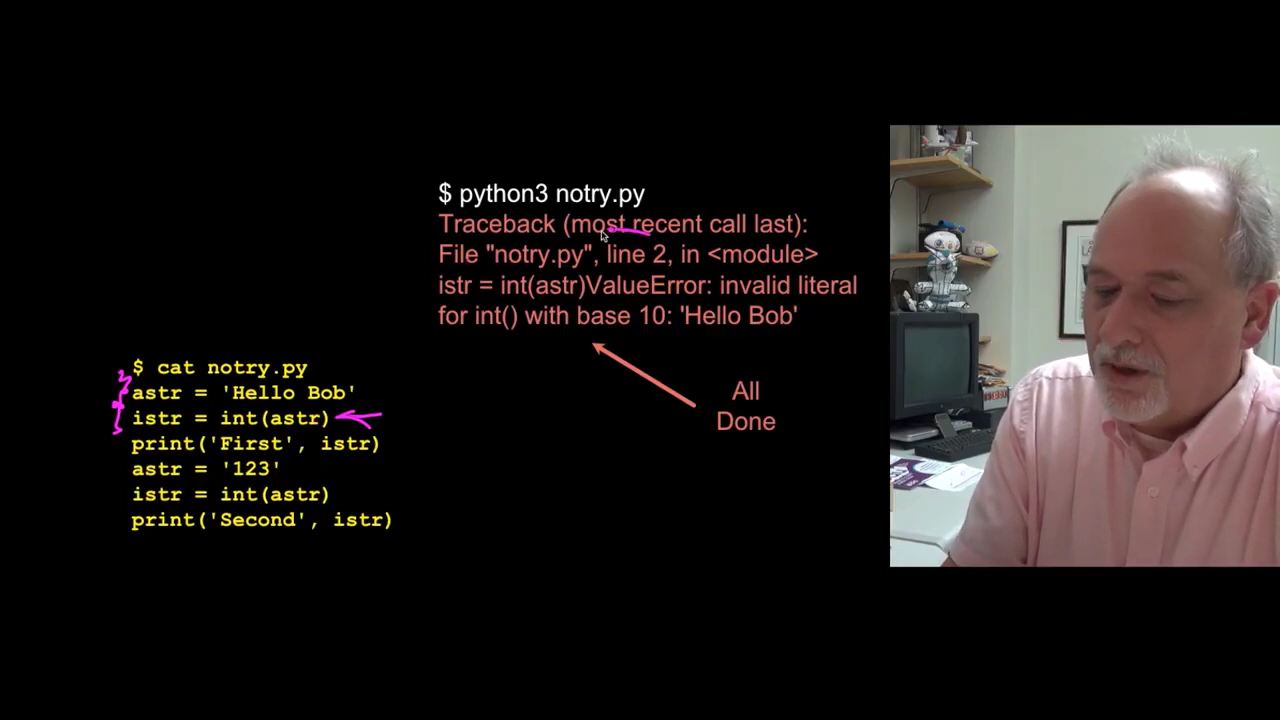 $ python3 notry.py
Traceback (most recent call last):
File "notry.py", line 2, in <module>
istr = int(astr)ValueError: invalid literal
for int() with base 10: 'Hello Bob'
All
Done
$ cat notry.py
astr = 'Hello Bob'
istr = int(astr)
print('First', istr)
astr = '123'
istr = int(astr)
print('Second', istr)